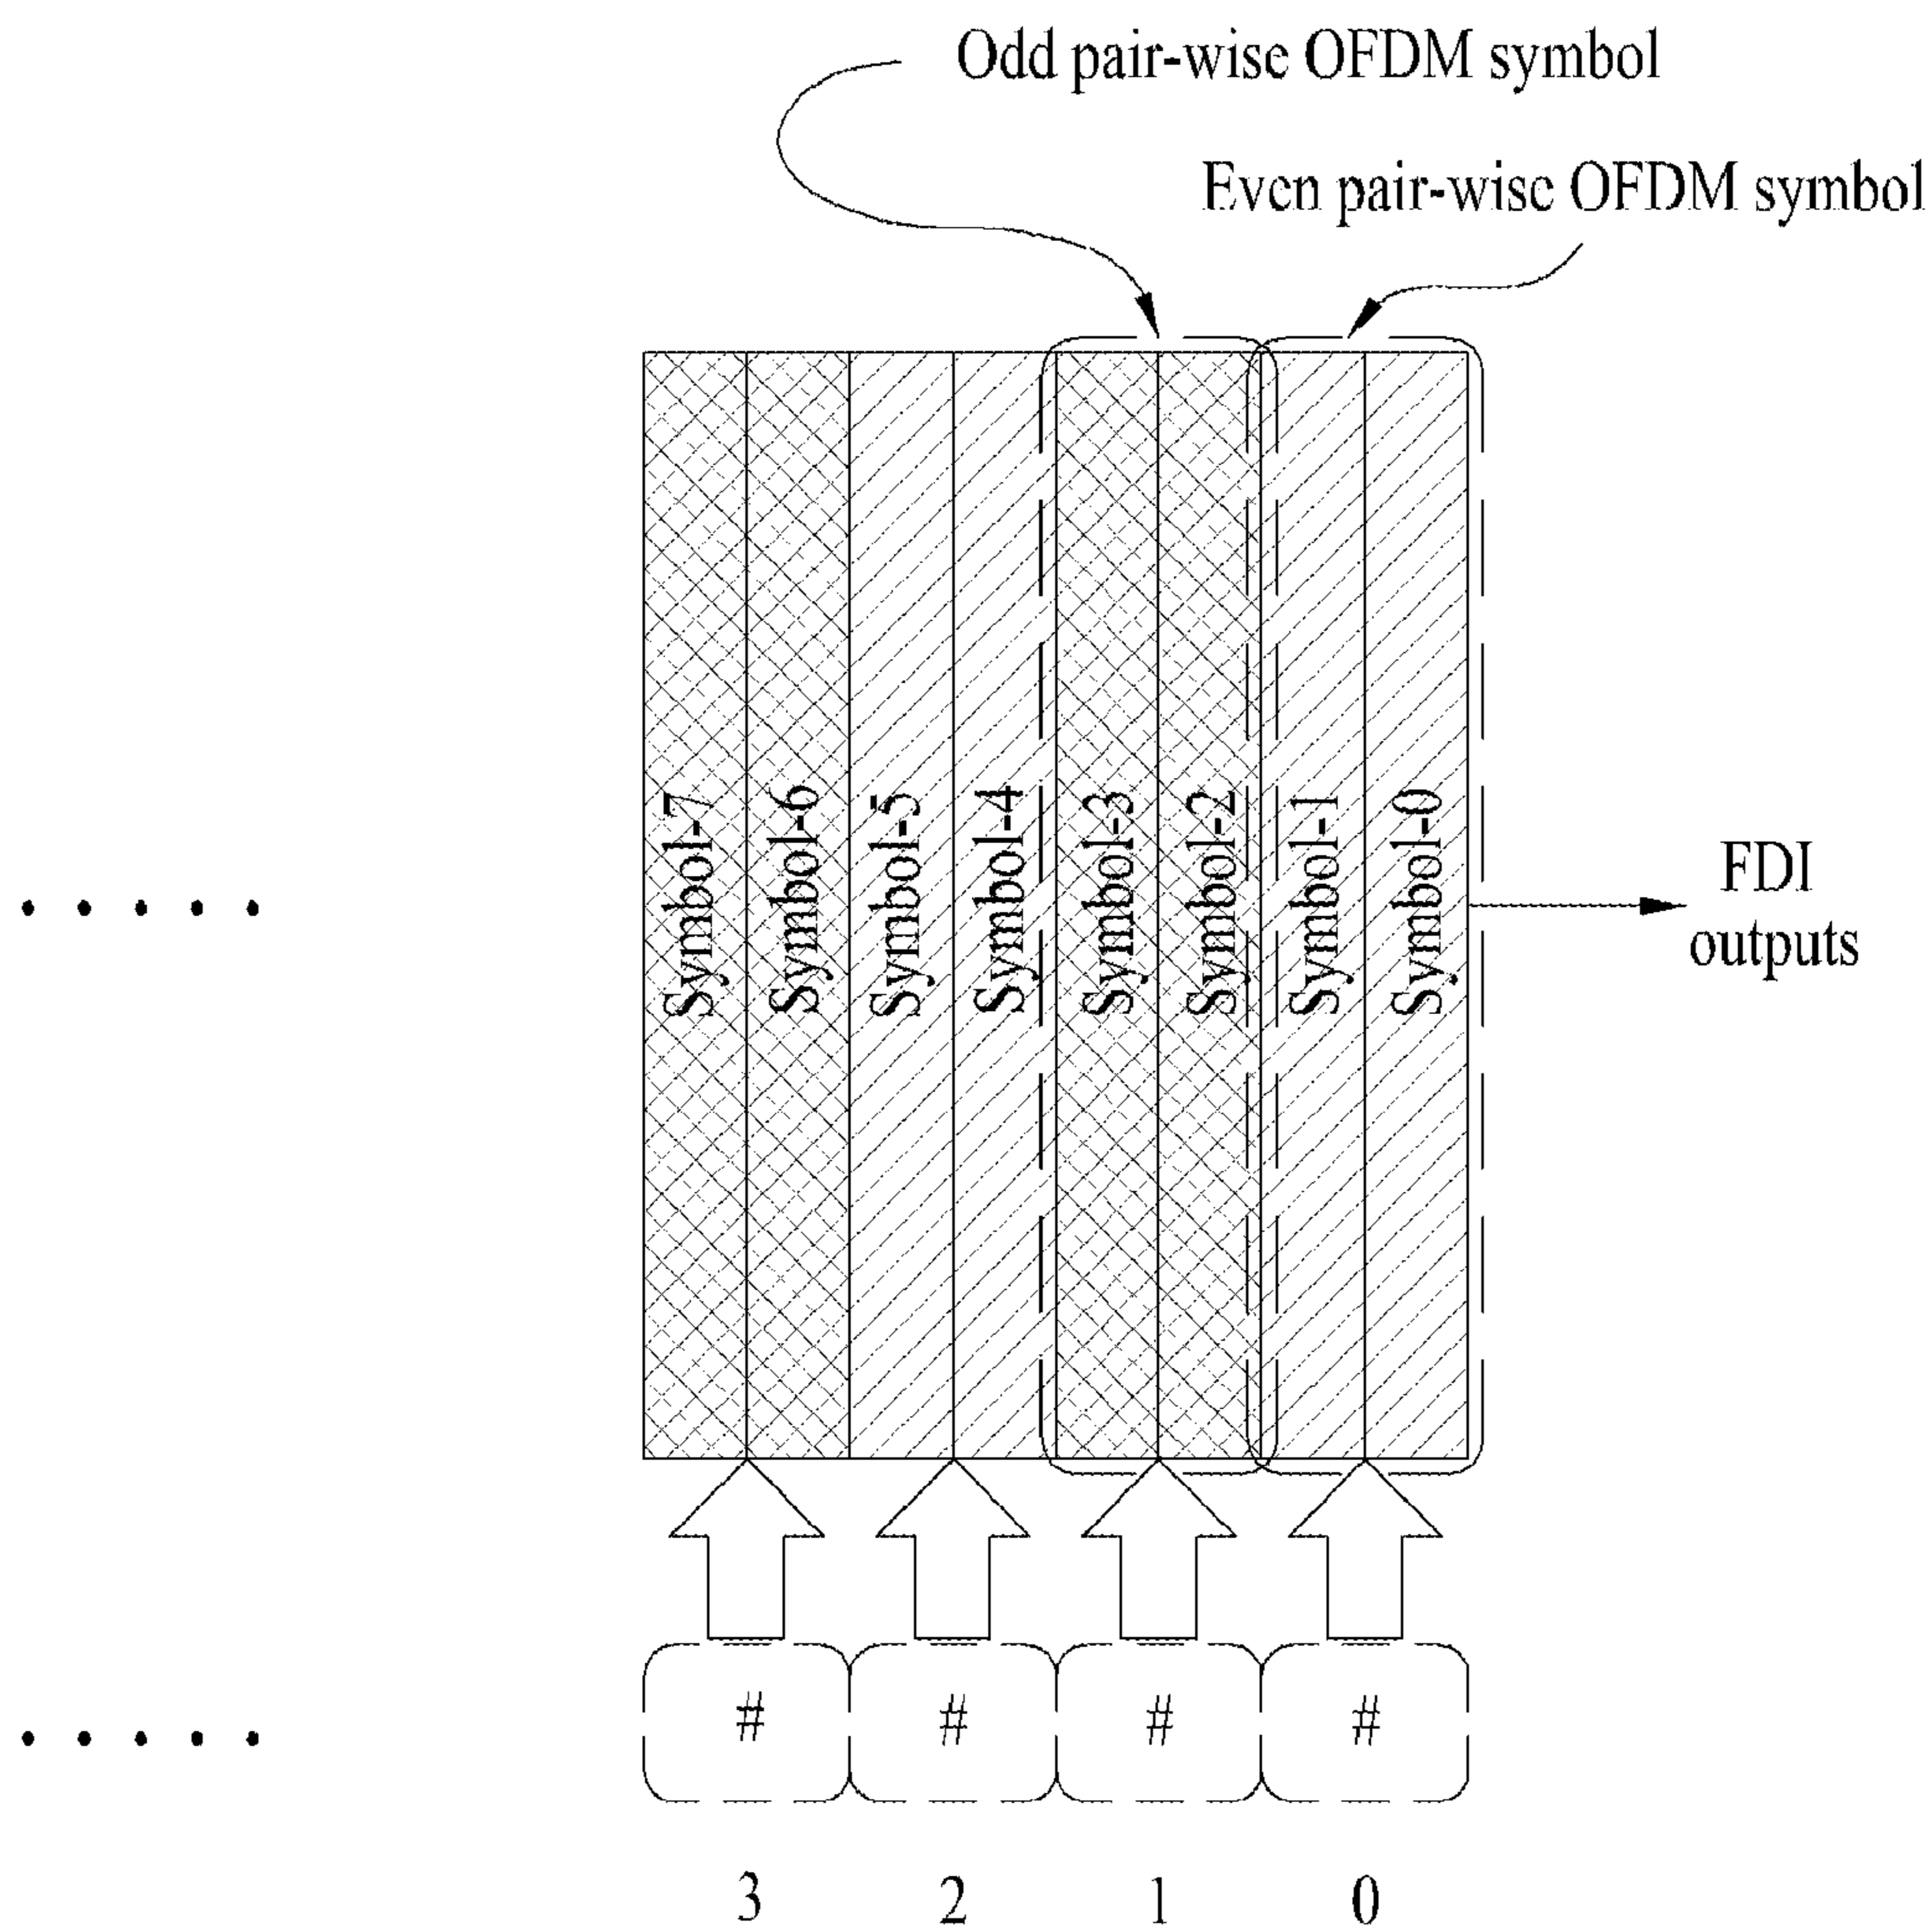 Odd pair-wise OFDM symbol
Even pair-wise OFDM symbol
Symbol-7
Symbol-6
Symbol-5
Symbol-4
Symbol-3
Symbol-2
Symbol-1
Symbol-0
FDI
outputs
# # # #
3 2 1 0